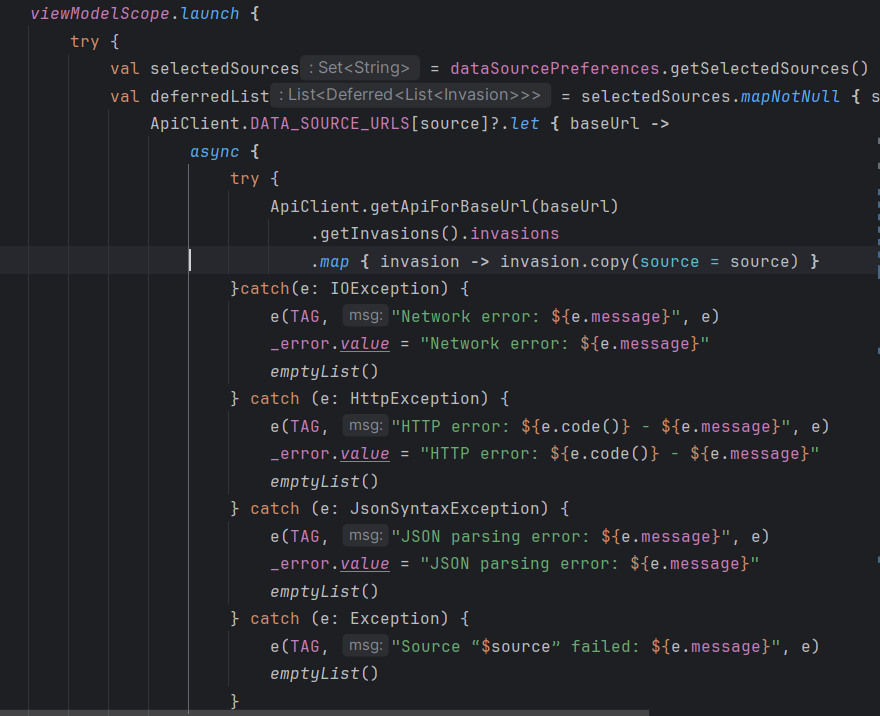 viewModelScope.launch {
try {
val selectedSources : Set<String> = dataSourcePreferences.getSelectedSources()
val deferredList : List<Deferred<List<Invasion>>> = selectedSources.mapNotNull { s
ApiClient.DATA_SOURCE_URLS[source]?.let { baseUrl ->
async {
try {
ApiClient.getApiForBaseUrl(baseUrl)
.getInvasions().invasions
.map { invasion -> invasion.copy(source = source) }
}catch(e: IOException) {
e(TAG, msg: "Network error: ${e.message}", e)
_error.value = "Network error: ${e.message}"
emptyList()
} catch (e: HttpException) {
e(TAG, msg: "HTTP error: ${e.code()} - ${e.message}", e)
_error.value = "HTTP error: ${e.code()} - ${e.message}"
emptyList()
} catch (e: JsonSyntaxException) {
e(TAG, msg: "JSON parsing error: ${e.message}", e)
_error.value = "JSON parsing error: ${e.message}"
emptyList()
} catch (e: Exception) {
e(TAG, msg: "Source “$source” failed: ${e.message}", e)
emptyList()
}